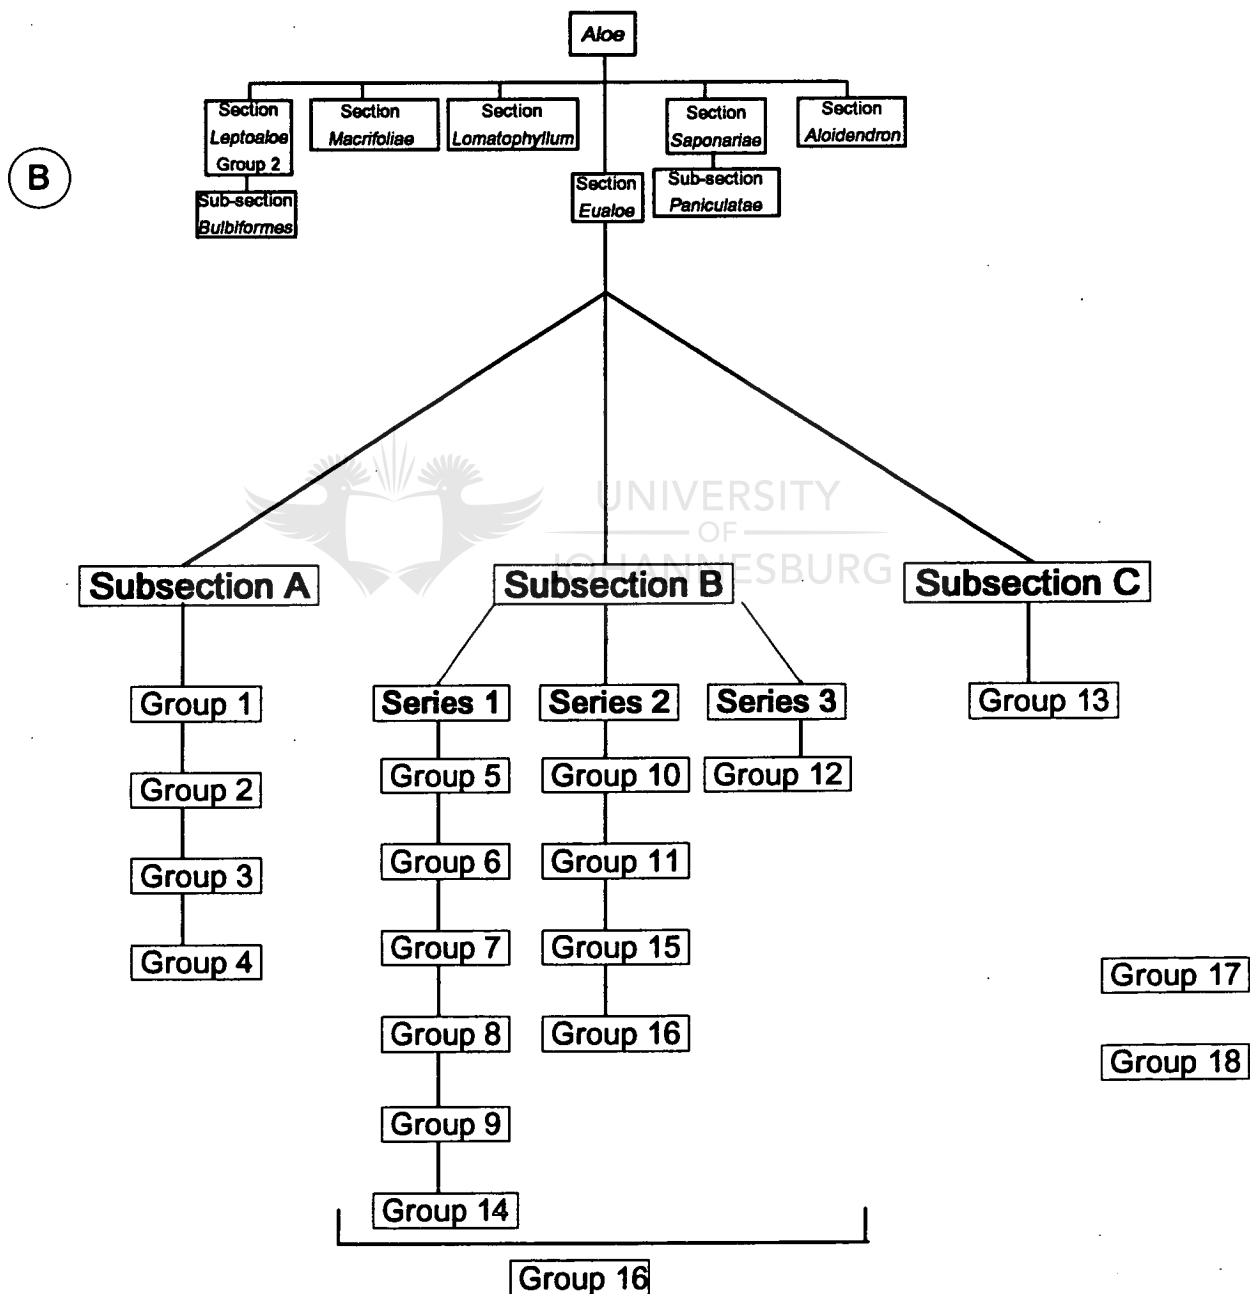 Aloe
Section
Leptoaloe
Group 2
Section
Macrifoliae
Section
Lomatophyllum
Section
Saponariae
Section
Aloidendron
B
Sub-section
Bulbiformes
Section
Eualoe
Sub-section
Paniculatae
UNIVERSITY
OF
JOHANNESBURG
Subsection A
Subsection B
Subsection C
Group 1
Series 1
Series 2
Series 3
Group 13
Group 2
Group 5
Group 10
Group 12
Group 3
Group 6
Group 11
Group 4
Group 7
Group 15
Group 17
Group 8
Group 16
Group 18
Group 9
Group 14
Group 16